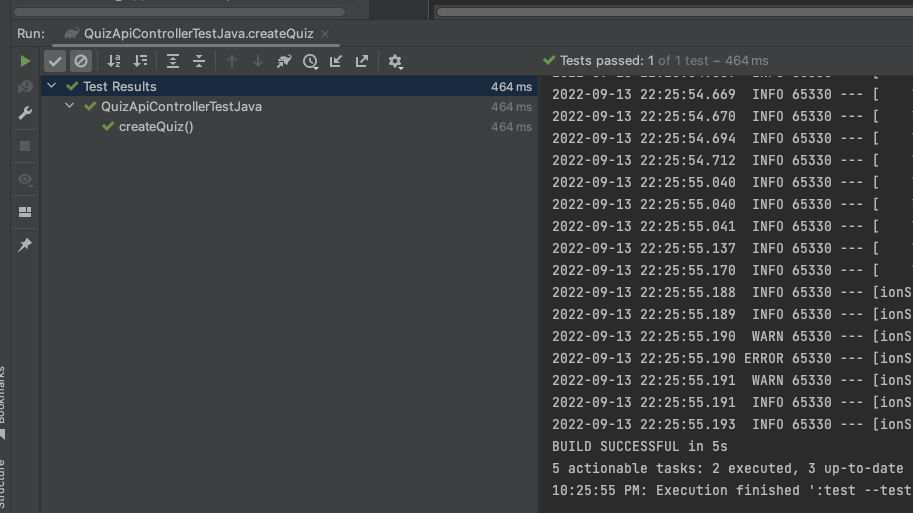 Run: QuizApiControllerTestJava.createQuiz
Tests passed: 1 of 1 test – 464 ms
Test Results 464 ms
QuizApiControllerTestJava 464 ms
createQuiz() 464 ms
2022-09-13 22:25:54.669 INFO 65330 --- [
2022-09-13 22:25:54.670 INFO 65330 --- [
2022-09-13 22:25:54.694 INFO 65330 --- [
2022-09-13 22:25:54.712 INFO 65330 --- [
2022-09-13 22:25:55.040 INFO 65330 --- [
2022-09-13 22:25:55.040 INFO 65330 --- [
2022-09-13 22:25:55.041 INFO 65330 --- [
2022-09-13 22:25:55.137 INFO 65330 --- [
2022-09-13 22:25:55.170 INFO 65330 --- [
2022-09-13 22:25:55.188 INFO 65330 --- [ionS
2022-09-13 22:25:55.189 INFO 65330 --- [ionS
2022-09-13 22:25:55.190 WARN 65330 --- [ionS
2022-09-13 22:25:55.190 ERROR 65330 --- [ionS
2022-09-13 22:25:55.191 WARN 65330 --- [ionS
2022-09-13 22:25:55.191 INFO 65330 --- [ionS
2022-09-13 22:25:55.193 INFO 65330 --- [ionS
BUILD SUCCESSFUL in 5s
5 actionable tasks: 2 executed, 3 up-to-date
10:25:55 PM: Execution finished ':test --test